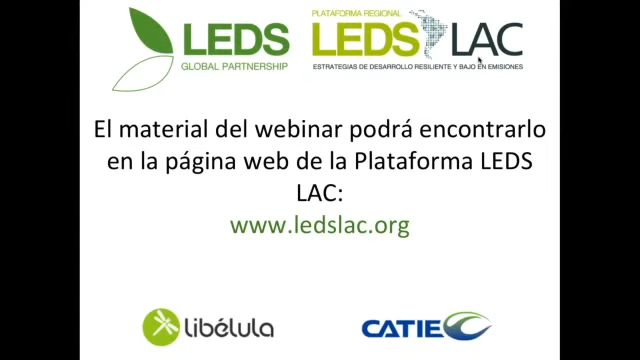 LEDS
GLOBAL PARTNERSHIP
PLATAFORMA REGIONAL
LEDS LAC
ESTRATEGIAS DE DESARROLLO RESILIENTE Y BAJO EN EMISIONES
El material del webinar podrá encontrarlo
en la página web de la Plataforma LEDS
LAC:
www.ledslac.org
libélula
CATIE